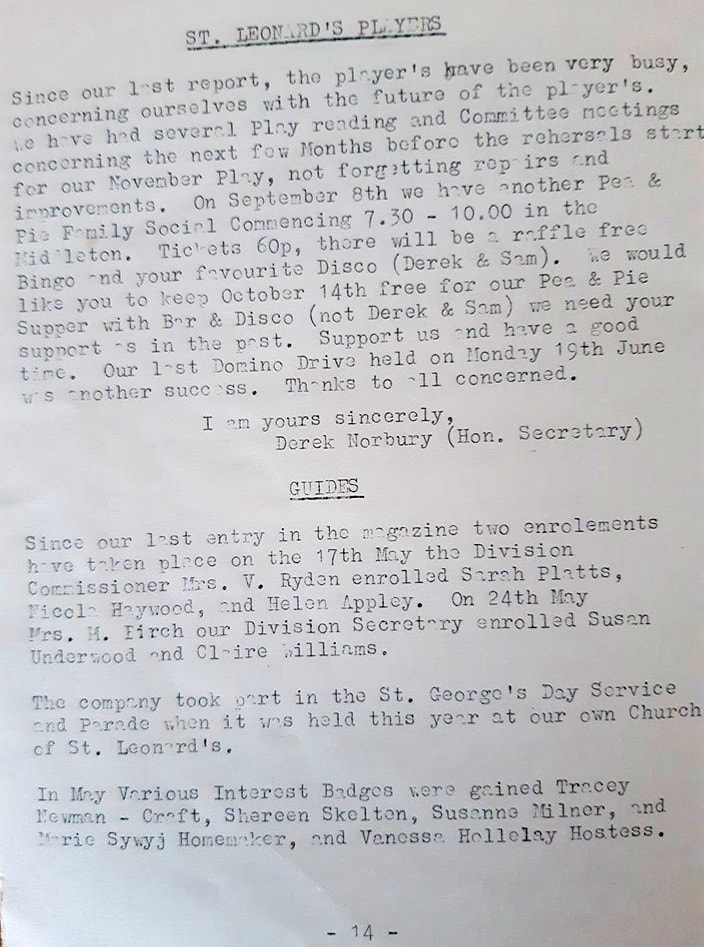 ST. LEONARD'S PLAYERS
Since our last report, the player's have been very busy,
concerning ourselves with the future of the player's.
We have had several Play reading and Committee meetings
concerning the next few Months before the rehersals start
for our November Play, not forgetting repairs and
improvements. On September 8th we have another Pea &
Pie Family Social Commencing 7.30 - 10.00 in the
Middleton. Tickets 60p, there will be a raffle free
Bingo and your favourite Disco (Derek & Sam). We would
like you to keep October 14th free for our Pea & Pie
Supper with Bar & Disco (not Derek & Sam) we need your
support as in the past. Support us and have a good
time. Our last Domino Drive held on Monday 19th June
was another success. Thanks to all concerned.
I am yours sincerely,
Derek Norbury (Hon. Secretary)
GUIDES
Since our last entry in the magazine two enrolements
have taken place on the 17th May the Division
Commissioner Mrs. V. Ryden enrolled Sarah Platts,
Nicola Haywood, and Helen Appley. On 24th May
Mrs. M. Birch our Division Secretary enrolled Susan
Underwood and Claire Williams.
The company took part in the St. George's Day Service
and Parade when it was held this year at our own Church
of St. Leonard's.
In May Various Interest Badges were gained Tracey
Newman - Croft, Shereen Skelton, Susanne Milner, and
Marie Sywyj Homemaker, and Vanessa Hollelay Hostess.
- 14 -